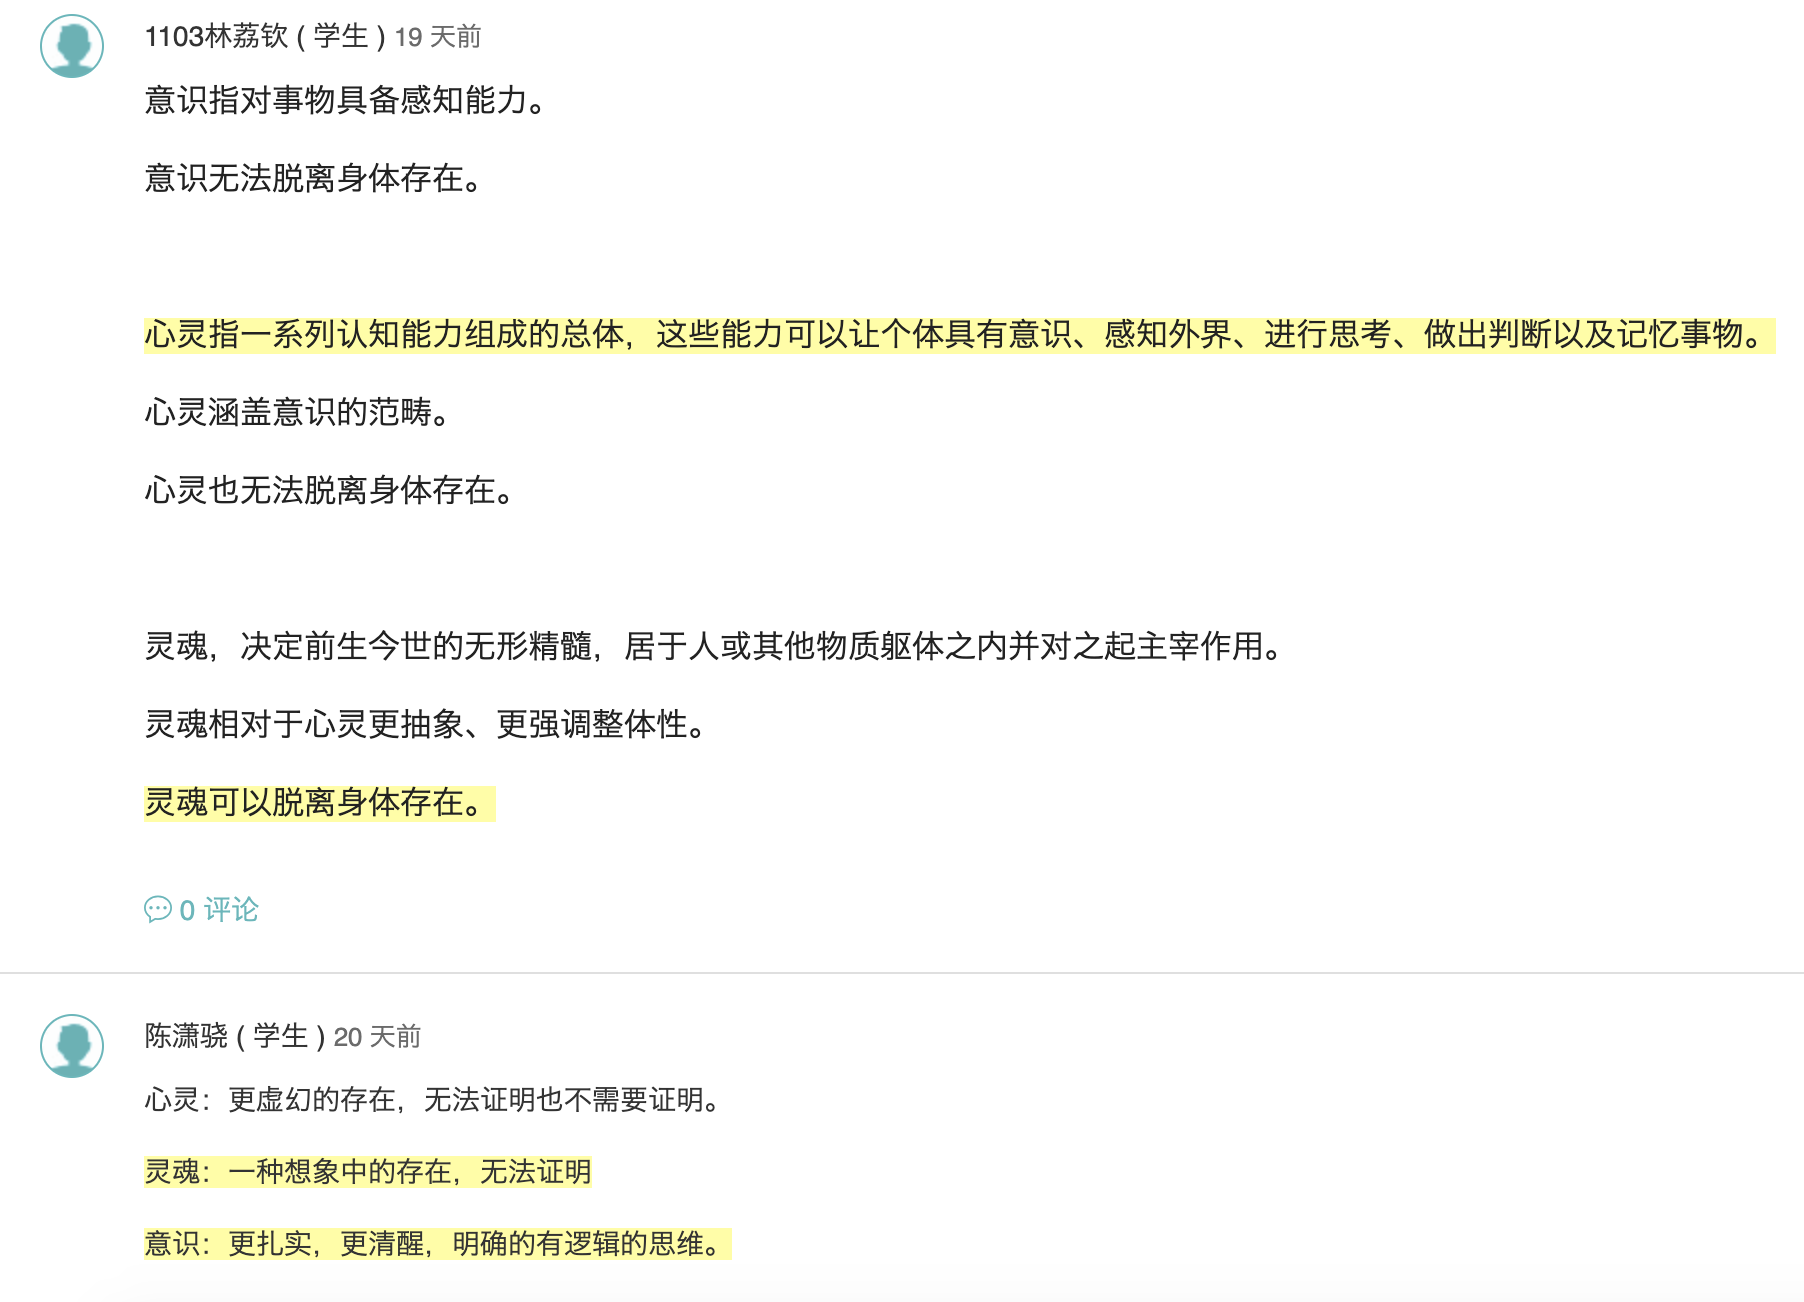 1103林荔钦 ( 学生 ) 19 天前
意识指对事物具备感知能力。
意识无法脱离身体存在。
心灵指一系列认知能力组成的总体，这些能力可以让个体具有意识、感知外界、进行思考、做出判断以及记忆事物。
心灵涵盖意识的范畴。
心灵也无法脱离身体存在。
灵魂，决定前生今世的无形精髓，居于人或其他物质躯体之内并对之起主宰作用。
灵魂相对于心灵更抽象、更强调整体性。
灵魂可以脱离身体存在。
0 评论
陈潇骁 ( 学生 ) 20 天前
心灵：更虚幻的存在，无法证明也不需要证明。
灵魂：一种想象中的存在，无法证明
意识：更扎实，更清醒，明确的有逻辑的思维。